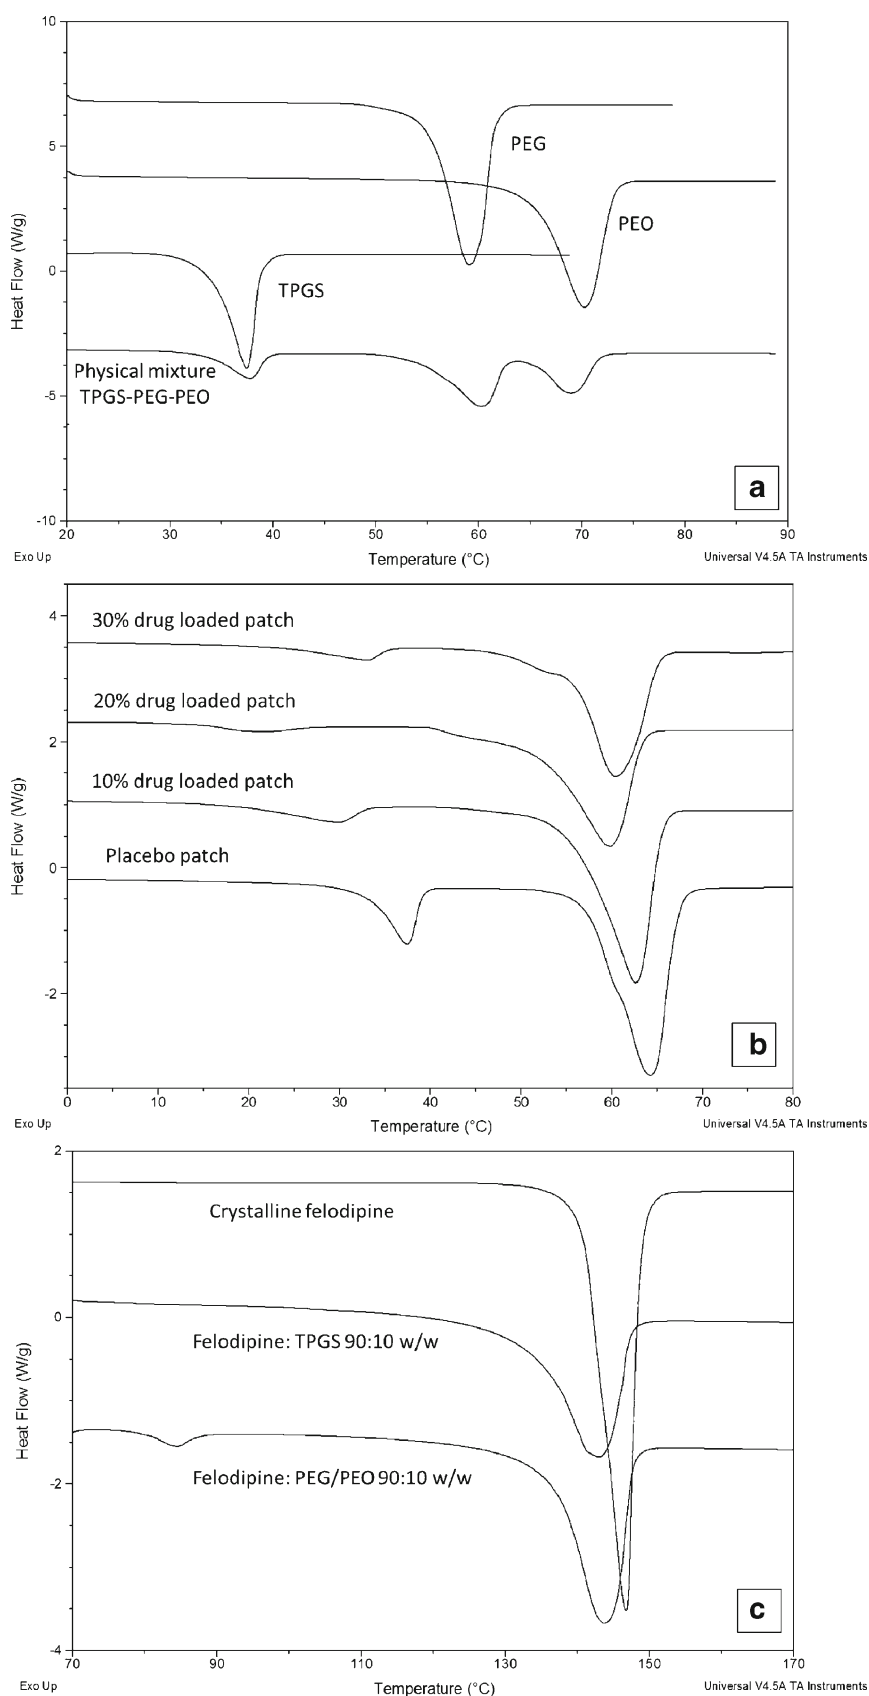 10
5
0
-5
-10
Heat Flow (W/g)
PEG
PEO
TPGS
Physical mixture
TPGS-PEG-PEO
a
20 30 40 50 60 70 80 90
Exo Up Temperature (°C) Universal V4.5A TA Instruments
4
2
0
-2
Heat Flow (W/g)
30% drug loaded patch
20% drug loaded patch
10% drug loaded patch
Placebo patch
b
0 10 20 30 40 50 60 70 80
Exo Up Temperature (°C) Universal V4.5A TA Instruments
2
0
-2
-4
Heat Flow (W/g)
Crystalline felodipine
Felodipine: TPGS 90:10 w/w
Felodipine: PEG/PEO 90:10 w/w
c
70 90 110 130 150 170
Exo Up Temperature (°C) Universal V4.5A TA Instruments